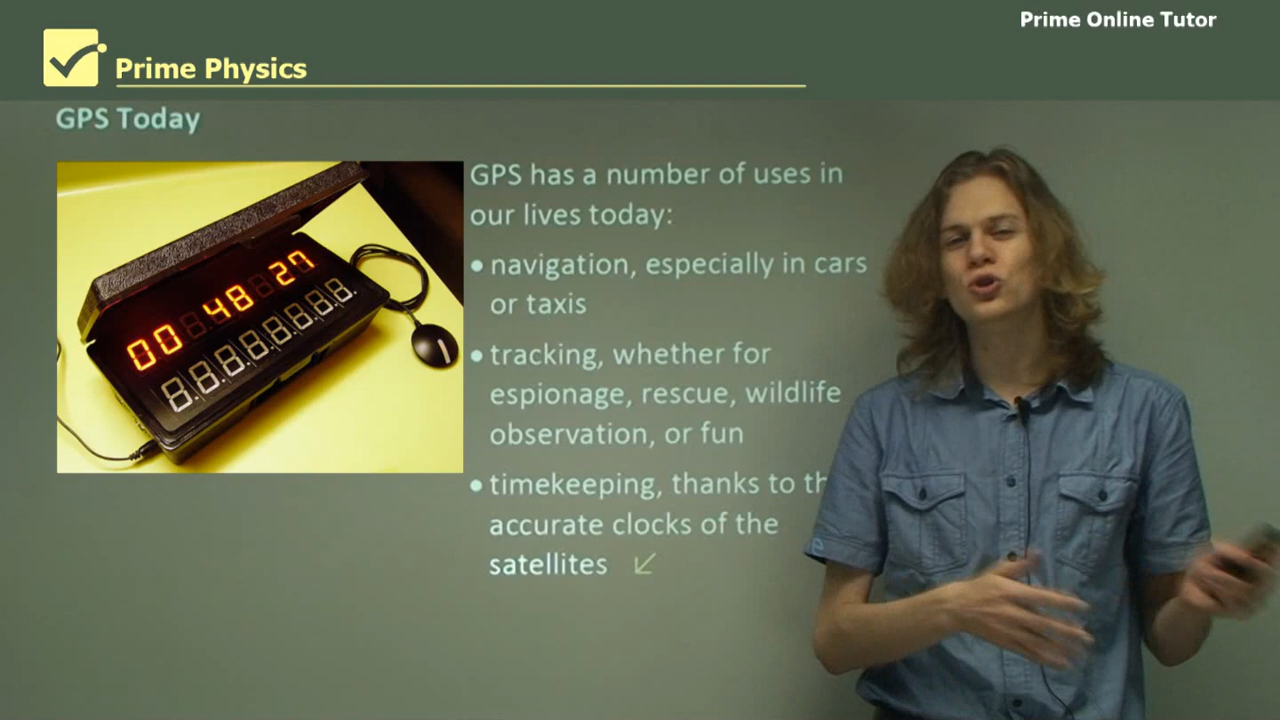 Prime Online Tutor
Prime Physics
GPS Today
GPS has a number of uses in
our lives today:
• navigation, especially in cars
or taxis
• tracking, whether for
espionage, rescue, wildlife
observation, or fun
• timekeeping, thanks to th
accurate clocks of the
satellites
00 48 27